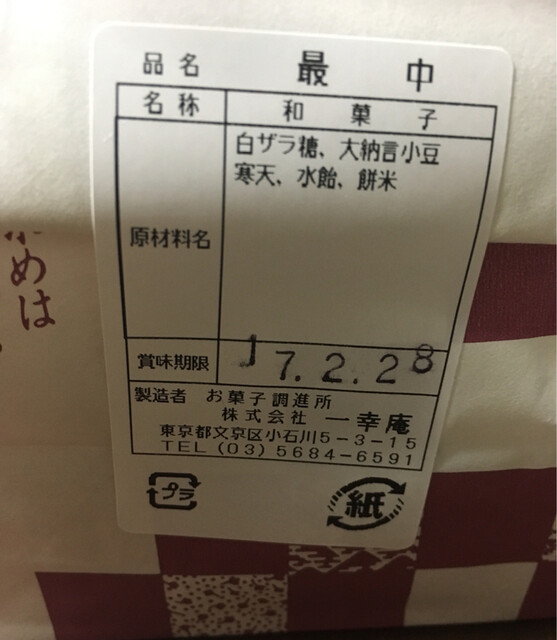 品名 最中
名称 和菓子
原材料名 白ザラ糖、大納言小豆
寒天、水飴、餅米
賞味期限 17.2.28
製造者 お菓子調進所
株式会社 一幸庵
東京都文京区小石川5-3-15
TEL(03)5684-6591
プラ
紙
めは